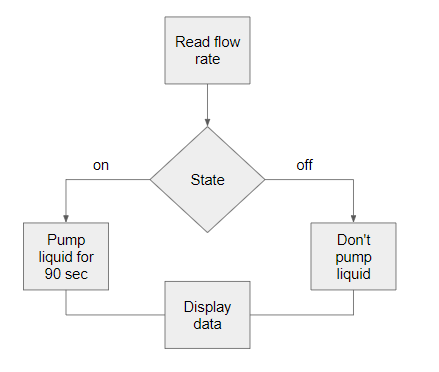 Read flow
rate
State
on
off
Pump
liquid for
90 sec
Don't
pump
liquid
Display
data